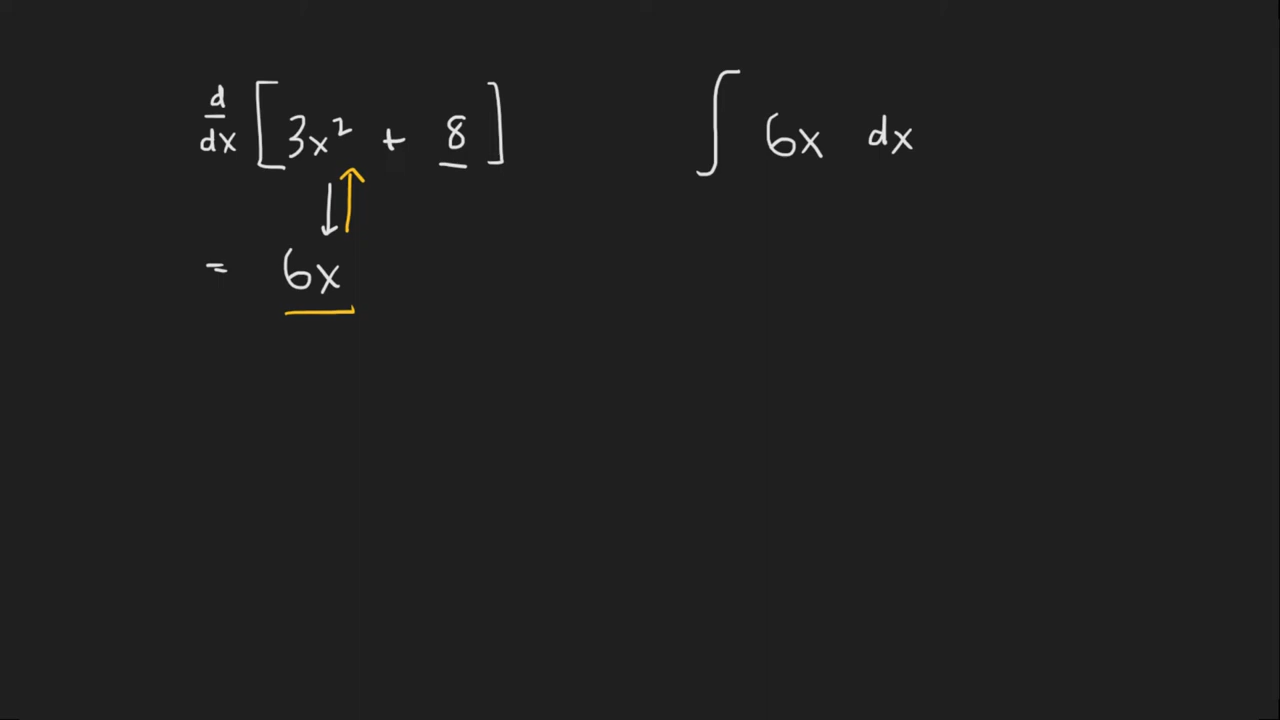 d/dx [3x² + 8]
= 6x
∫ 6x dx